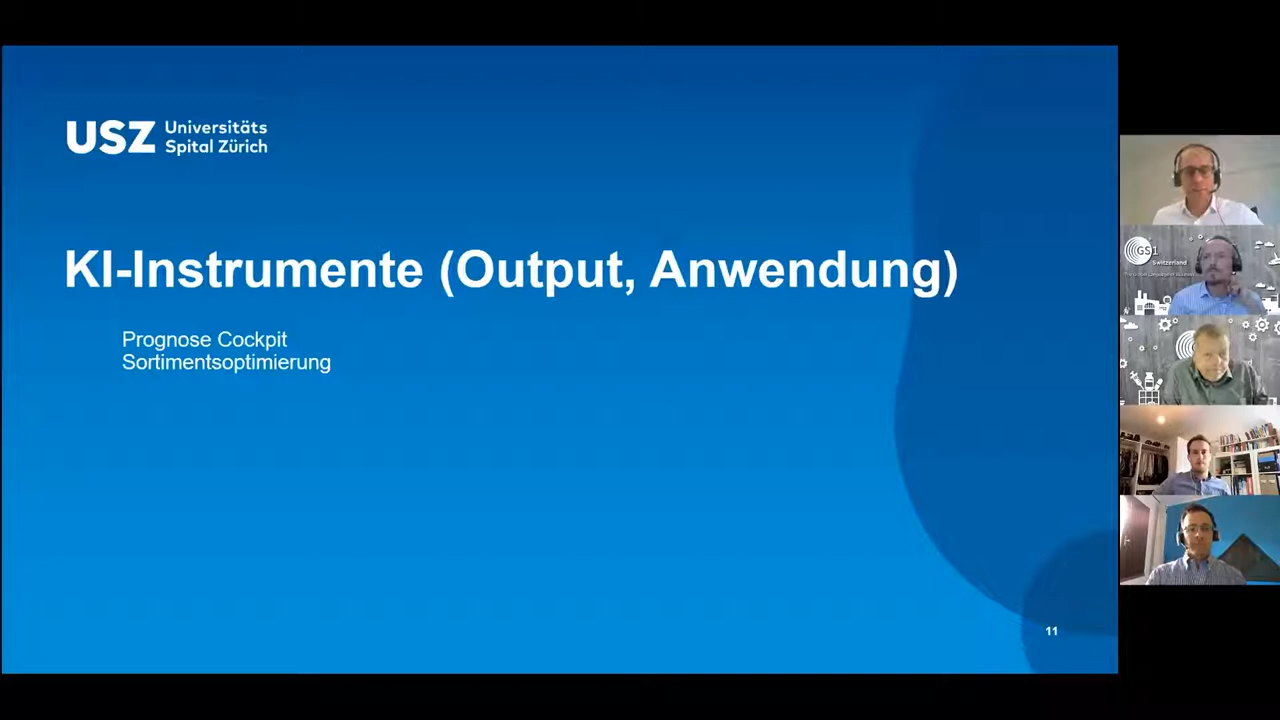 USZ Universitäts
Spital Zürich
KI-Instrumente (Output, Anwendung)
Prognose Cockpit
Sortimentsoptimierung
11
GS1
Switzerland